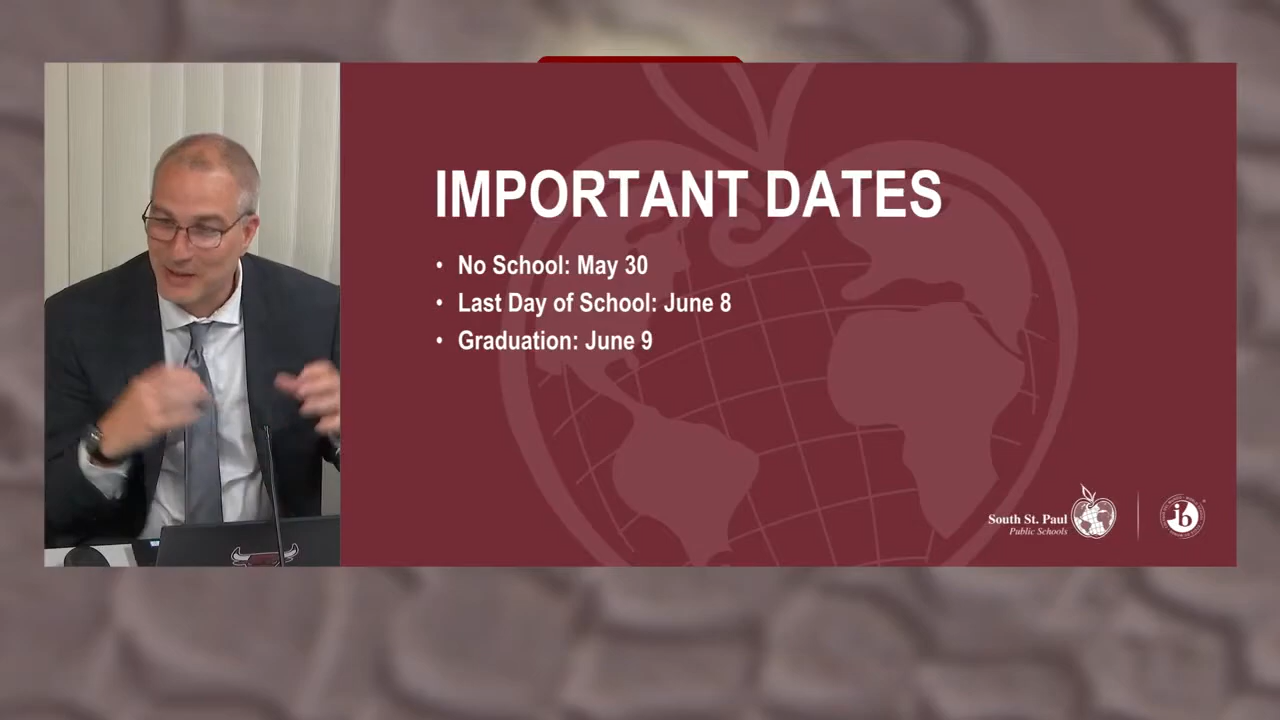 IMPORTANT DATES
• No School: May 30
• Last Day of School: June 8
• Graduation: June 9
South St. Paul
Public Schools
ib